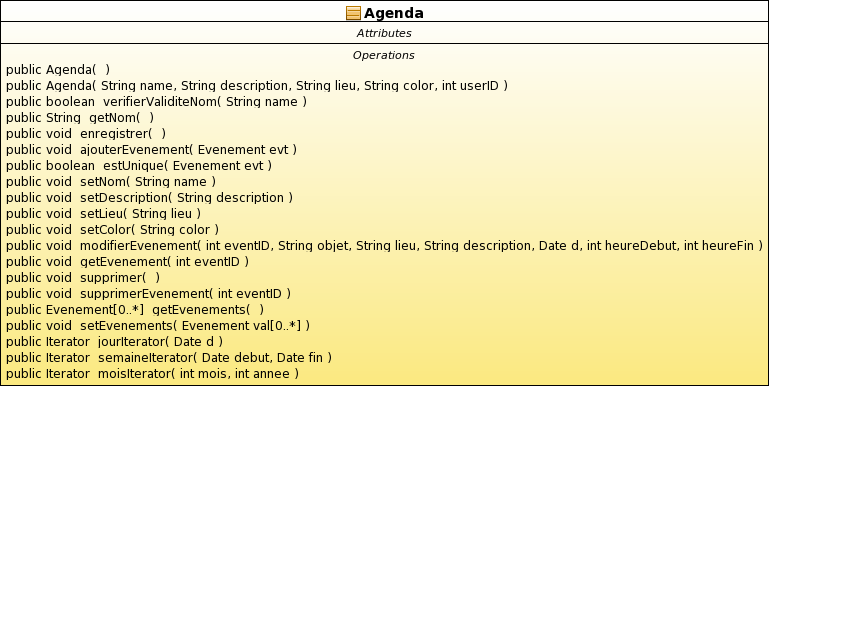 Agenda
Attributes
Operations
public Agenda(  )
public Agenda( String name, String description, String lieu, String color, int userID )
public boolean  verifierValiditeNom( String name )
public String  getNom(  )
public void  enregistrer(  )
public void  ajouterEvenement( Evenement evt )
public boolean  estUnique( Evenement evt )
public void  setNom( String name )
public void  setDescription( String description )
public void  setLieu( String lieu )
public void  setColor( String color )
public void  modifierEvenement( int eventID, String objet, String lieu, String description, Date d, int heureDebut, int heureFin )
public void  getEvenement( int eventID )
public void  supprimer(  )
public void  supprimerEvenement( int eventID )
public Evenement[0..*]  getEvenements(  )
public void  setEvenements( Evenement val[0..*] )
public Iterator  jourIterator( Date d )
public Iterator  semaineIterator( Date debut, Date fin )
public Iterator  moisIterator( int mois, int annee )